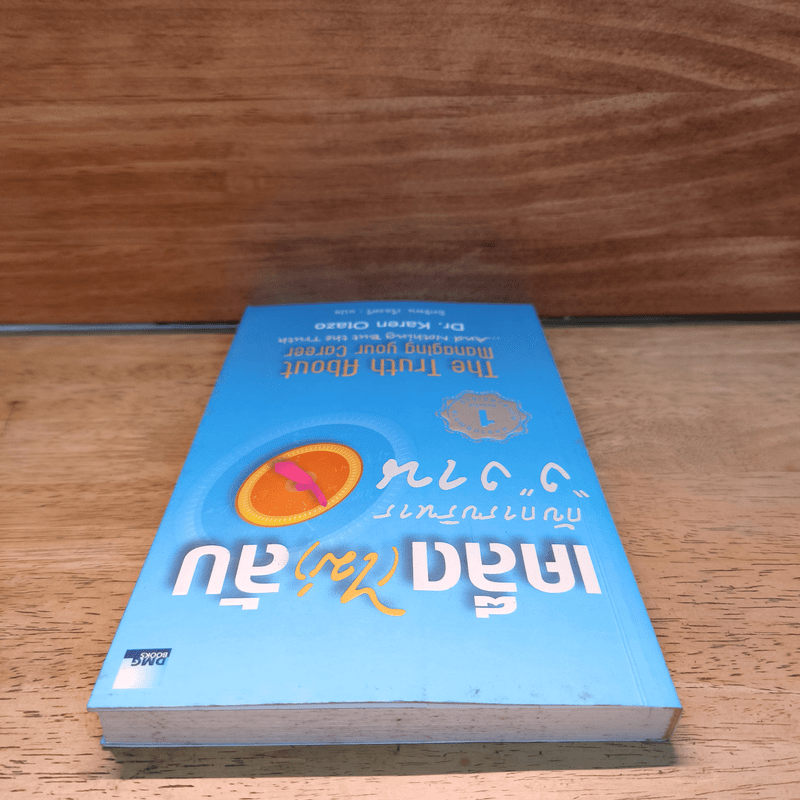 DMG
BOOKS
เคล็ด(ไม่)ลับ
กับการบริหาร
“งาน”
1
The Truth About
Managing your Career
...And Nothing But the Truth
Dr. Karen Otazo